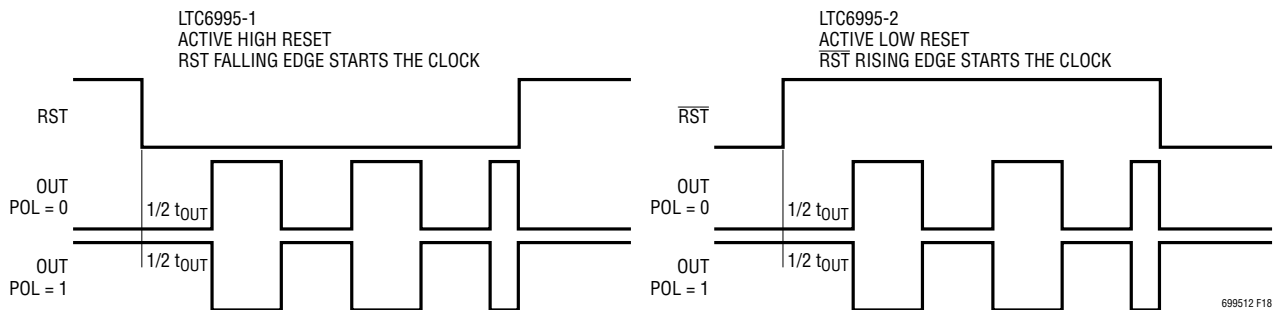 LTC6995-1
ACTIVE HIGH RESET
RST FALLING EDGE STARTS THE CLOCK
RST
OUT
POL = 0
1/2 tOUT
OUT
POL = 1
1/2 tOUT
LTC6995-2
ACTIVE LOW RESET
R̅S̅T̅ RISING EDGE STARTS THE CLOCK
R̅S̅T̅
OUT
POL = 0
1/2 tOUT
OUT
POL = 1
1/2 tOUT
699512 F18